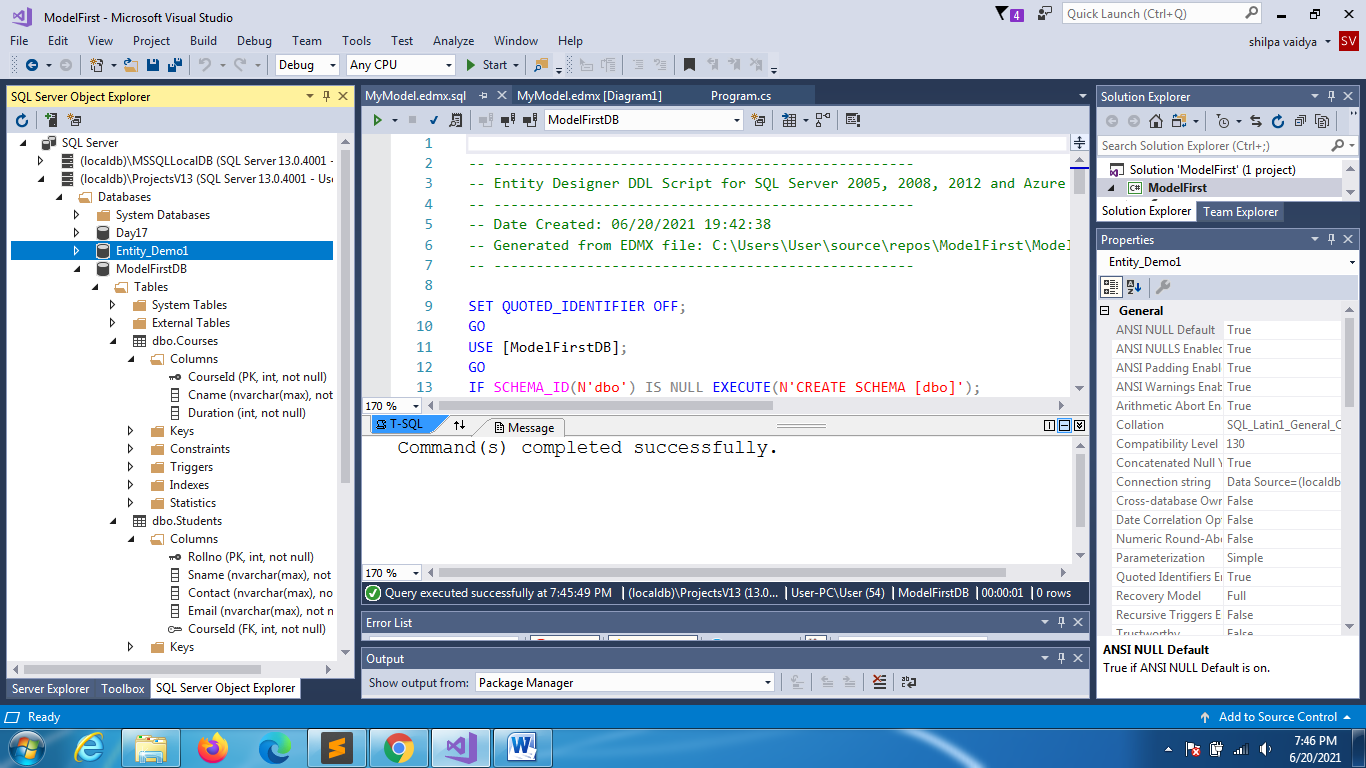 ModelFirst - Microsoft Visual Studio
4
Quick Launch (Ctrl+Q)
File Edit View Project Build Debug Team Tools Test Analyze Window Help
shilpa vaidya SV
Debug Any CPU Start
SQL Server Object Explorer
SQL Server
(localdb)\MSSQLLocalDB (SQL Server 13.0.4001 -
(localdb)\ProjectsV13 (SQL Server 13.0.4001 - Use
Databases
System Databases
Day17
Entity_Demo1
ModelFirstDB
Tables
System Tables
External Tables
dbo.Courses
Columns
CourseId (PK, int, not null)
Cname (nvarchar(max), not
Duration (int, not null)
Keys
Constraints
Triggers
Indexes
Statistics
dbo.Students
Columns
Rollno (PK, int, not null)
Sname (nvarchar(max), not
Contact (nvarchar(max), no
Email (nvarchar(max), not n
CourseId (FK, int, not null)
Keys
Server Explorer Toolbox SQL Server Object Explorer
MyModel.edmx.sql MyModel.edmx [Diagram1] Program.cs
ModelFirstDB
1
2 -- --------------------------------------------------
3 -- Entity Designer DDL Script for SQL Server 2005, 2008, 2012 and Azure
4 -- --------------------------------------------------
5 -- Date Created: 06/20/2021 19:42:38
6 -- Generated from EDMX file: C:\Users\User\source\repos\ModelFirst\Model
7 -- --------------------------------------------------
8
9 SET QUOTED_IDENTIFIER OFF;
10 GO
11 USE [ModelFirstDB];
12 GO
13 IF SCHEMA_ID(N'dbo') IS NULL EXECUTE(N'CREATE SCHEMA [dbo]');
170 %
T-SQL Message
Command(s) completed successfully.
170 %
Query executed successfully at 7:45:49 PM (localdb)\ProjectsV13 (13.0... User-PC\User (54) ModelFirstDB 00:00:01 0 rows
Error List
Output
Show output from: Package Manager
Solution Explorer
Search Solution Explorer (Ctrl+;)
Solution 'ModelFirst' (1 project)
C# ModelFirst
Solution Explorer Team Explorer
Properties
Entity_Demo1
General
ANSI NULL Default True
ANSI NULLS Enabled True
ANSI Padding Enabl True
ANSI Warnings Enab True
Arithmetic Abort En True
Collation SQL_Latin1_General_C
Compatibility Level 130
Concatenated Null Y True
Connection string Data Source=(localdb
Cross-database Own False
Date Correlation Op False
Numeric Round-Abo False
Parameterization Simple
Quoted Identifiers En True
Recovery Model Full
Recursive Triggers E False
Trustworthy False
ANSI NULL Default
True if ANSI NULL Default is on.
Ready
Add to Source Control
7:46 PM
6/20/2021